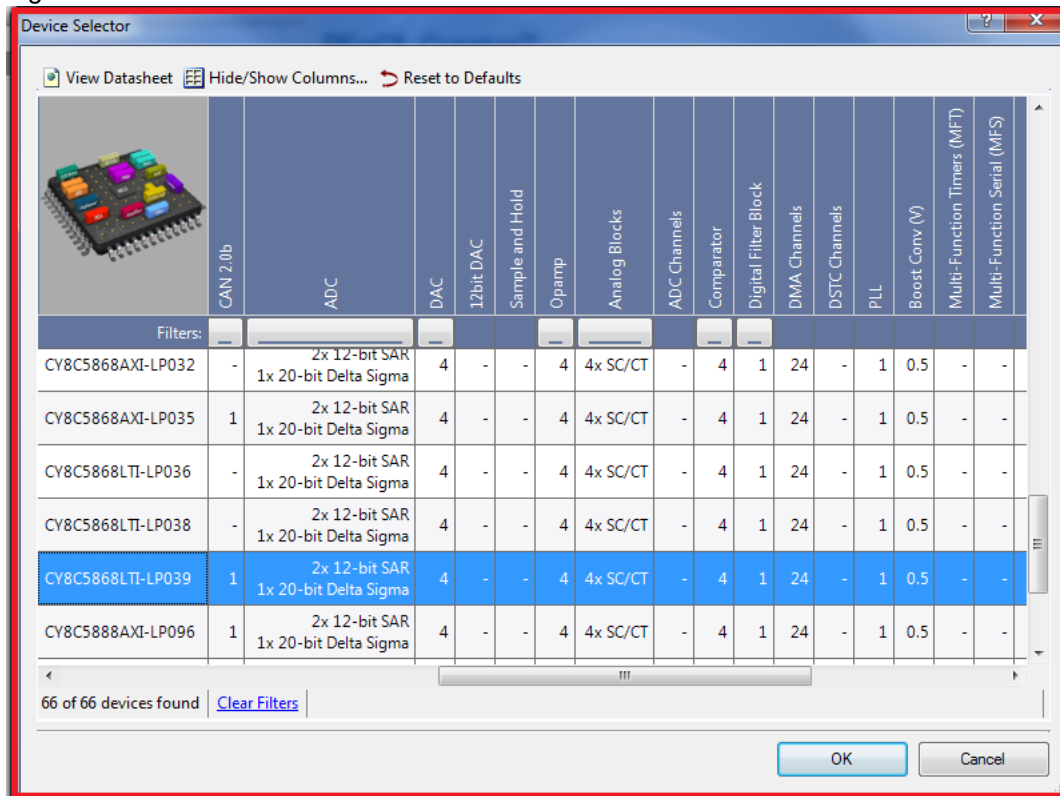 Device Selector
View Datasheet Hide/Show Columns... Reset to Defaults
CAN 2.0b ADC DAC 12bit DAC Sample and Hold Opamp Analog Blocks ADC Channels Comparator Digital Filter Block DMA Channels DSTC Channels PLL Boost Conv (V) Multi-Function Timers (MFT) Multi-Function Serial (MFS)
Filters:
2x 12-bit SAR
CY8C5868AXI-LP032 - 1x 20-bit Delta Sigma 4 - - 4 4x SC/CT - 4 1 24 - 1 0.5 - -
2x 12-bit SAR
CY8C5868AXI-LP035 1 1x 20-bit Delta Sigma 4 - - 4 4x SC/CT - 4 1 24 - 1 0.5 - -
2x 12-bit SAR
CY8C5868LTI-LP036 - 1x 20-bit Delta Sigma 4 - - 4 4x SC/CT - 4 1 24 - 1 0.5 - -
2x 12-bit SAR
CY8C5868LTI-LP038 - 1x 20-bit Delta Sigma 4 - - 4 4x SC/CT - 4 1 24 - 1 0.5 - -
2x 12-bit SAR
CY8C5868LTI-LP039 1 1x 20-bit Delta Sigma 4 - - 4 4x SC/CT - 4 1 24 - 1 0.5 - -
2x 12-bit SAR
CY8C5888AXI-LP096 1 1x 20-bit Delta Sigma 4 - - 4 4x SC/CT - 4 1 24 - 1 0.5 - -
66 of 66 devices found Clear Filters
OK Cancel